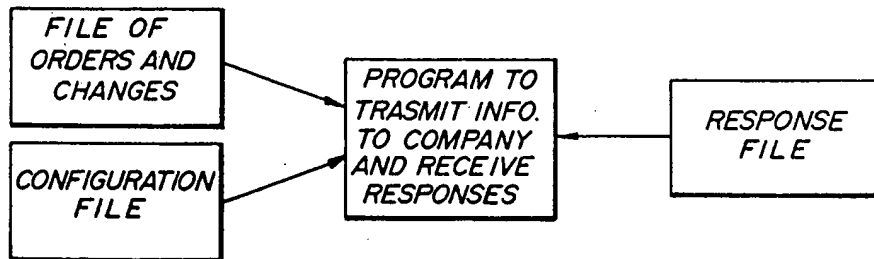 FILE OF
ORDERS AND
CHANGES
CONFIGURATION
FILE
PROGRAM TO
TRASMIT INFO.
TO COMPANY
AND RECEIVE
RESPONSES
RESPONSE
FILE